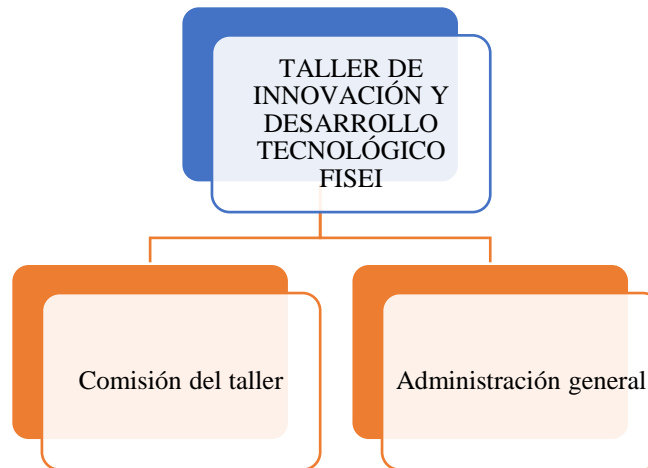 TALLER DE
INNOVACIÓN Y
DESARROLLO
TECNOLÓGICO
FISEI
Comisión del taller
Administración general